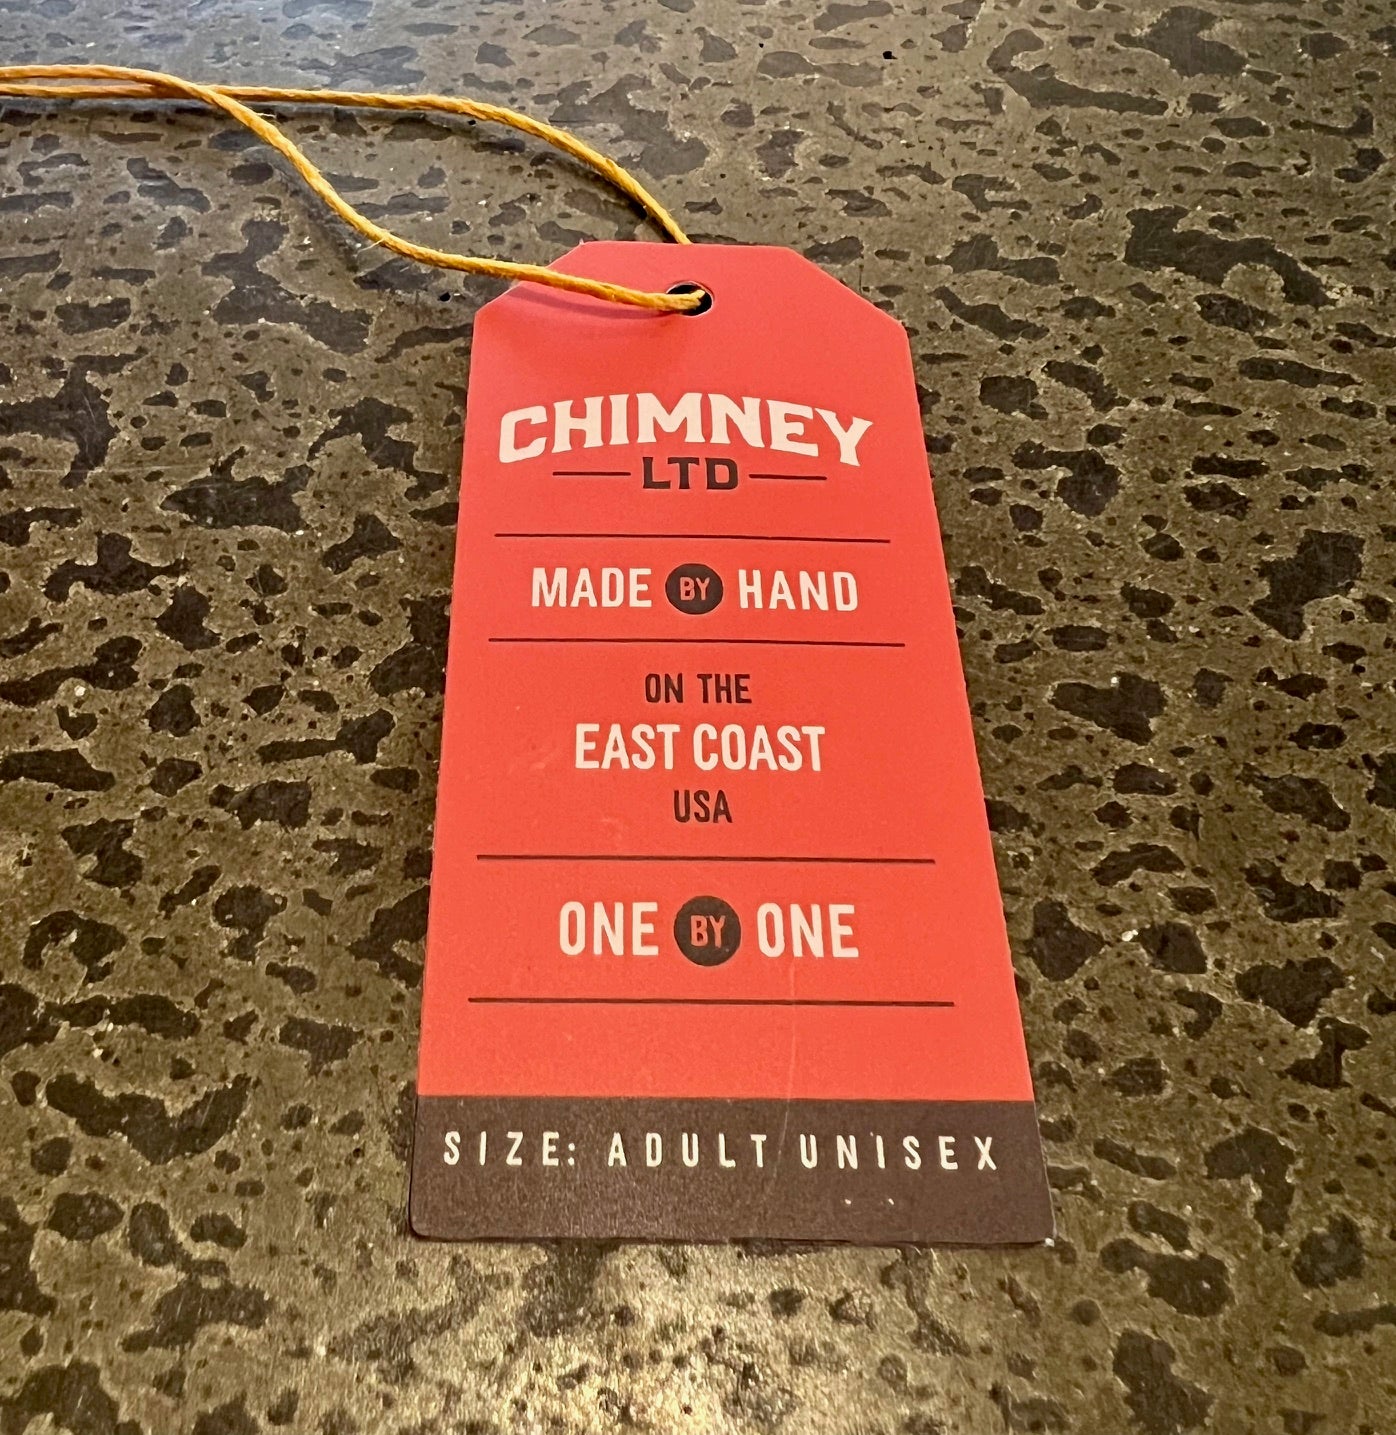 CHIMNEY
LTD
MADE BY HAND
ON THE
EAST COAST
USA
ONE BY ONE
SIZE: ADULT UNISEX